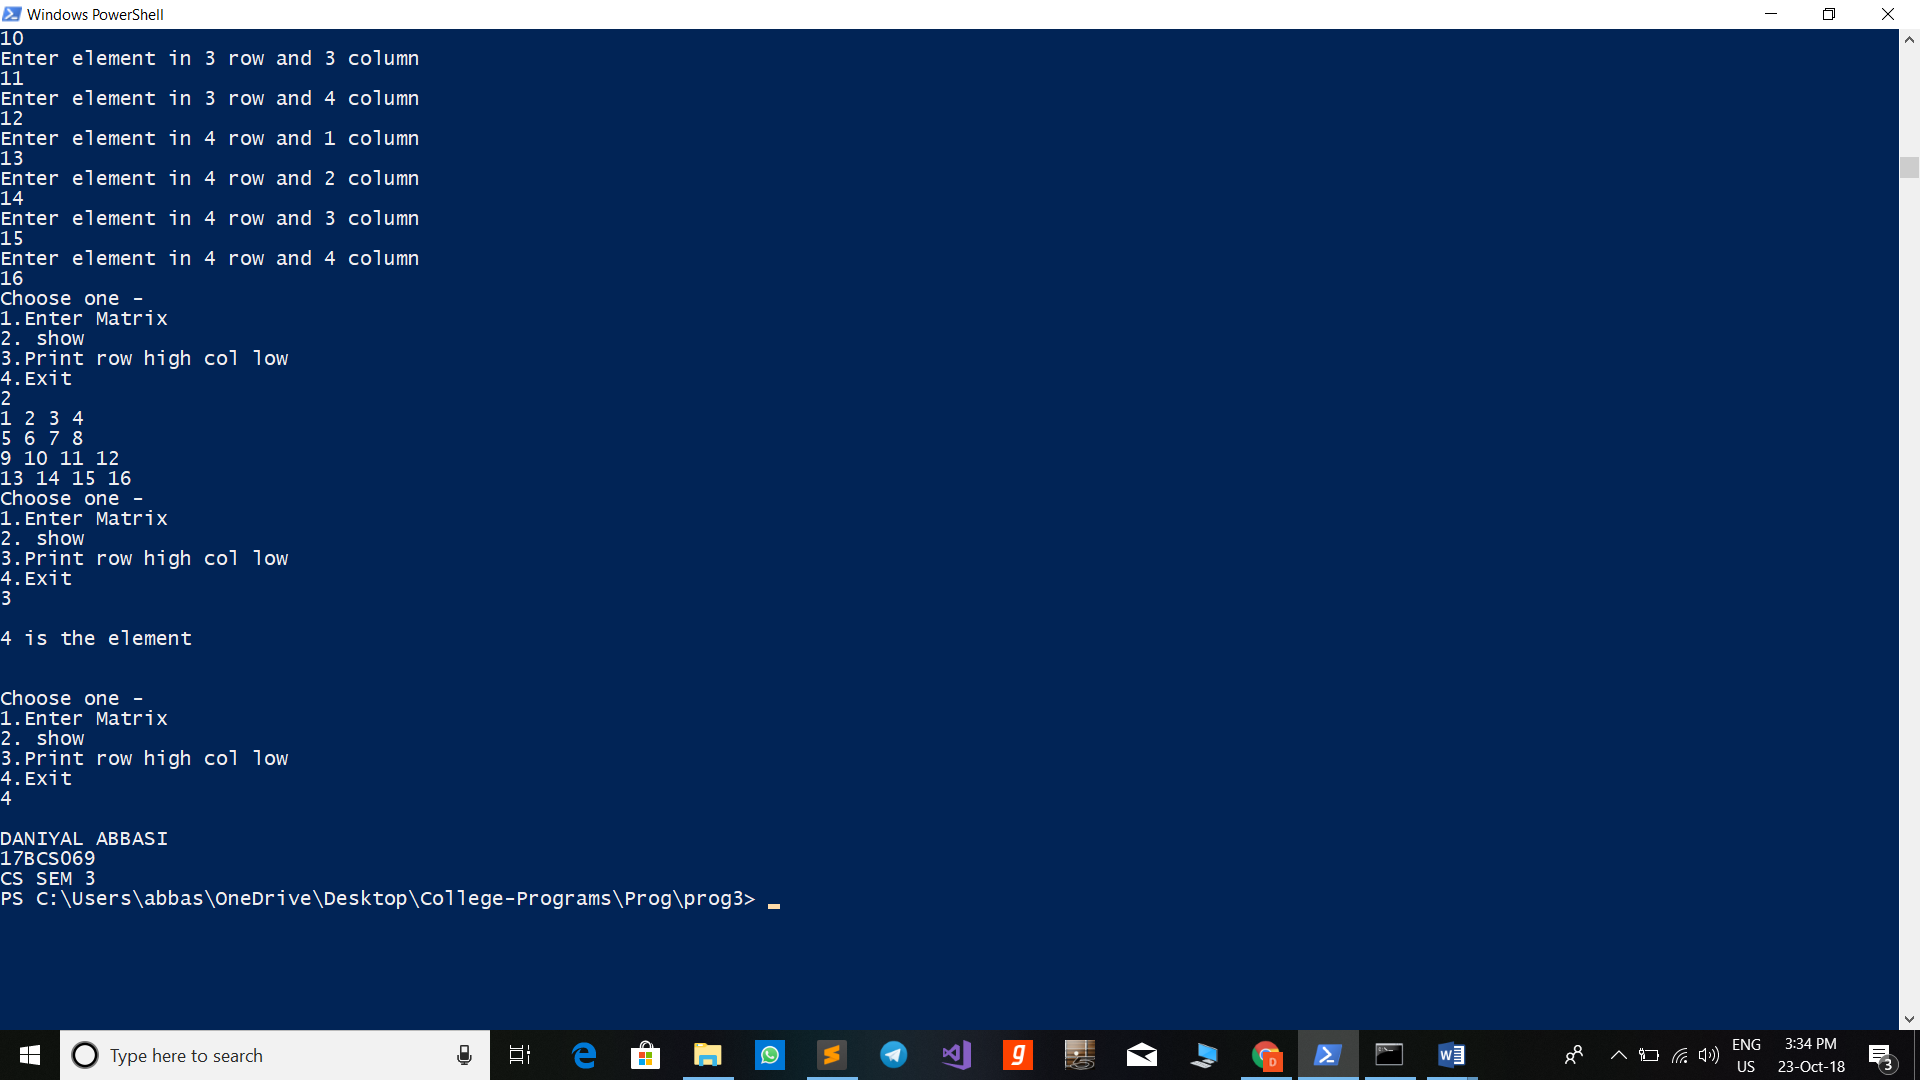 Windows PowerShell
10
Enter element in 3 row and 3 column
11
Enter element in 3 row and 4 column
12
Enter element in 4 row and 1 column
13
Enter element in 4 row and 2 column
14
Enter element in 4 row and 3 column
15
Enter element in 4 row and 4 column
16
Choose one -
1.Enter Matrix
2. show
3.Print row high col low
4.Exit
2
1 2 3 4
5 6 7 8
9 10 11 12
13 14 15 16
Choose one -
1.Enter Matrix
2. show
3.Print row high col low
4.Exit
3
4 is the element
Choose one -
1.Enter Matrix
2. show
3.Print row high col low
4.Exit
4
DANIYAL ABBASI
17BCS069
CS SEM 3
PS C:\Users\abbas\OneDrive\Desktop\College-Programs\Prog\prog3>
Type here to search
ENG
US
3:34 PM
23-Oct-18
3